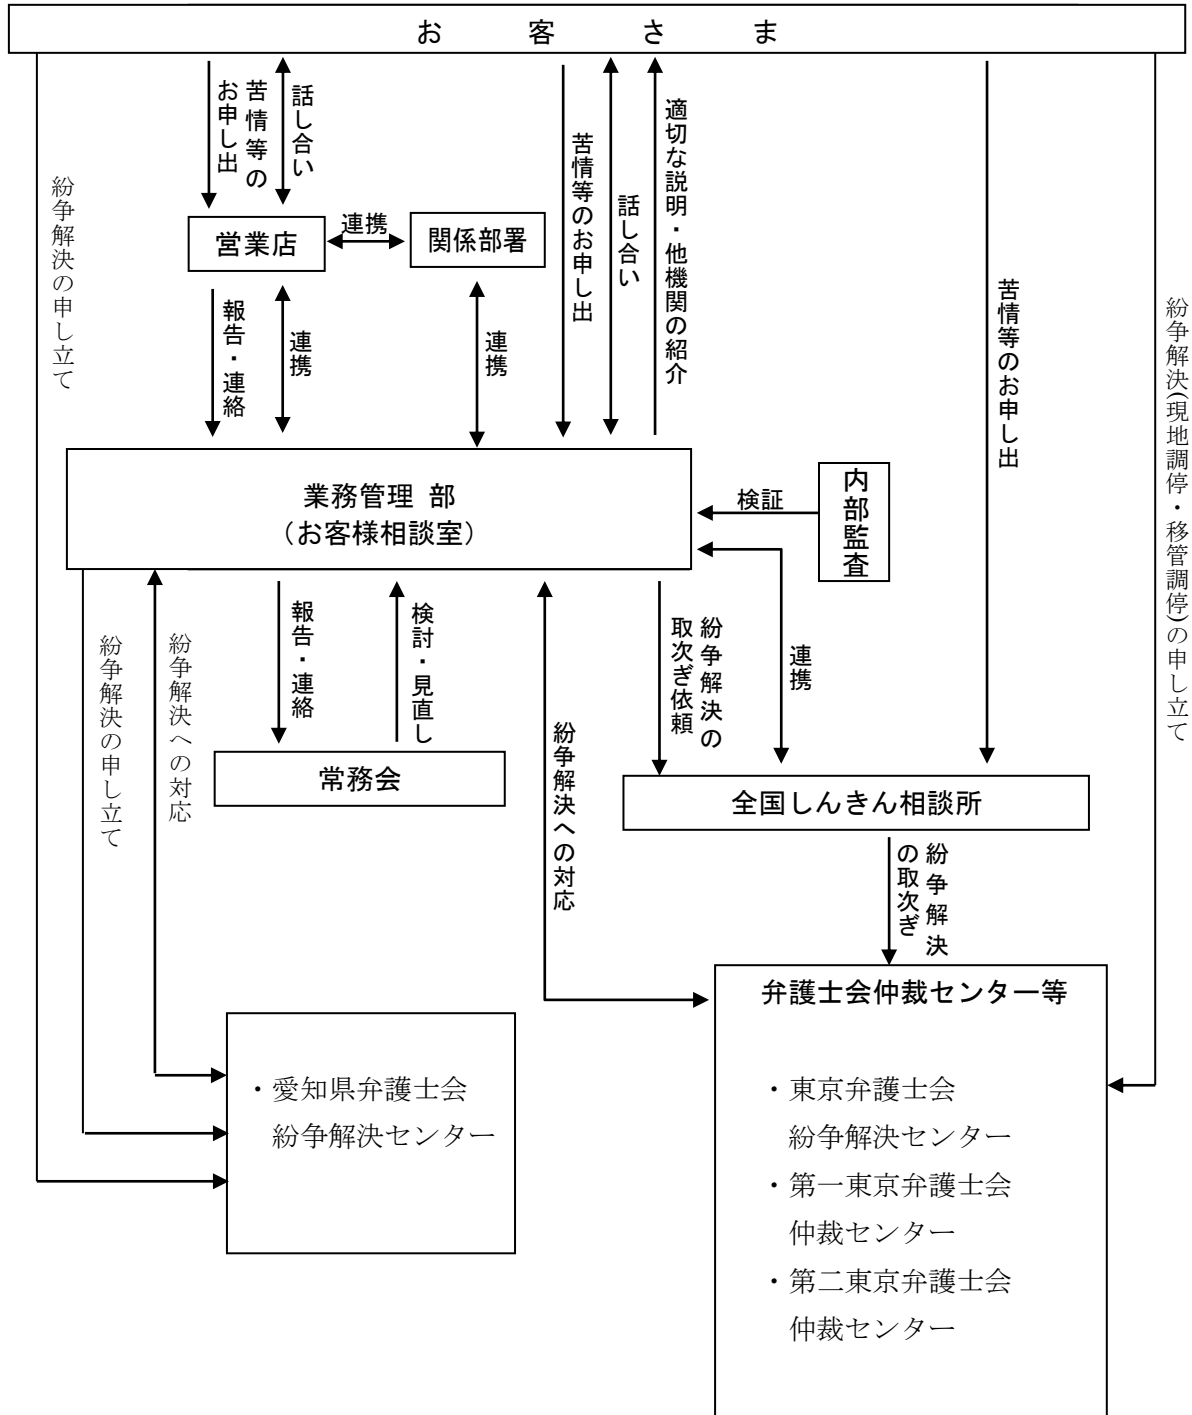 お客さま
紛争解決の申し立て
苦情等の
お申し出
話し合い
苦情等のお申し出
話し合い
適切な説明・他機関の紹介
苦情等のお申し出
紛争解決(現地調停・移管調停)の申し立て
営業店
連携
関係部署
報告・連絡
連携
連携
業務管理 部
（お客様相談室）
検証
内部監査
紛争解決の申し立て
紛争解決への対応
報告・連絡
検討・見直し
紛争解決への対応
紛争解決の
取次ぎ依頼
連携
常務会
全国しんきん相談所
紛争解決
の取次ぎ
弁護士会仲裁センター等
・愛知県弁護士会
紛争解決センター
・東京弁護士会
紛争解決センター
・第一東京弁護士会
仲裁センター
・第二東京弁護士会
仲裁センター